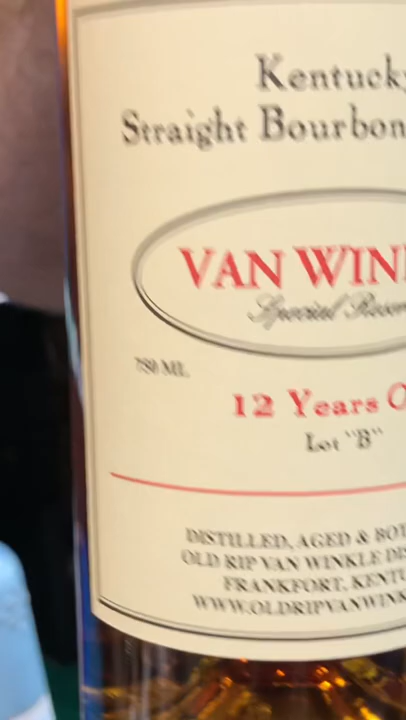 Kentucky
Straight Bourbon
VAN WIN
Special Reser
750 ML
12 Years O
Lot "B"
DISTILLED, AGED & BOT
OLD RIP VAN WINKLE DIS
FRANKFORT, KENTU
WWW.OLDRIPVANWINK